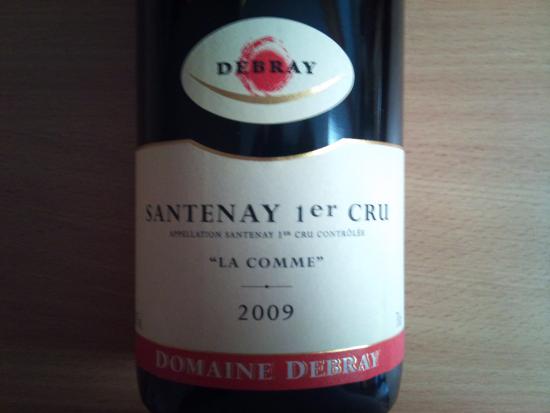 DEBRAY
SANTENAY 1er CRU
APPELLATION SANTENAY 1ER CRU CONTRÔLÉE
"LA COMME"
2009
DOMAINE DEBRAY